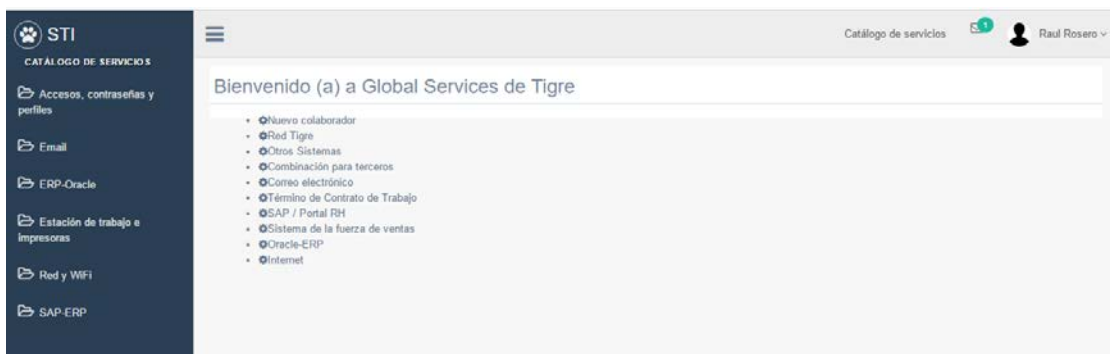 STI
CATÁLOGO DE SERVICIOS
Accesos, contraseñas y
perfiles
Email
ERP-Oracle
Estación de trabajo e
impresoras
Red y WiFi
SAP-ERP
Catálogo de servicios
1
Raul Rosero
Bienvenido (a) a Global Services de Tigre
Nuevo colaborador
Red Tigre
Otros Sistemas
Combinación para terceros
Correo electrónico
Término de Contrato de Trabajo
SAP / Portal RH
Sistema de la fuerza de ventas
Oracle-ERP
Internet